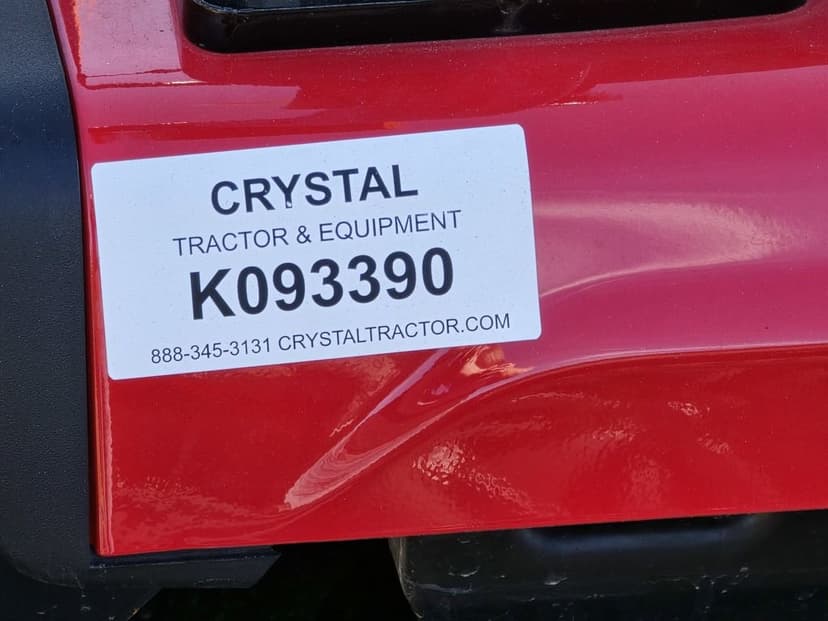 CRYSTAL
TRACTOR & EQUIPMENT
K093390
888-345-3131 CRYSTALTRACTOR.COM